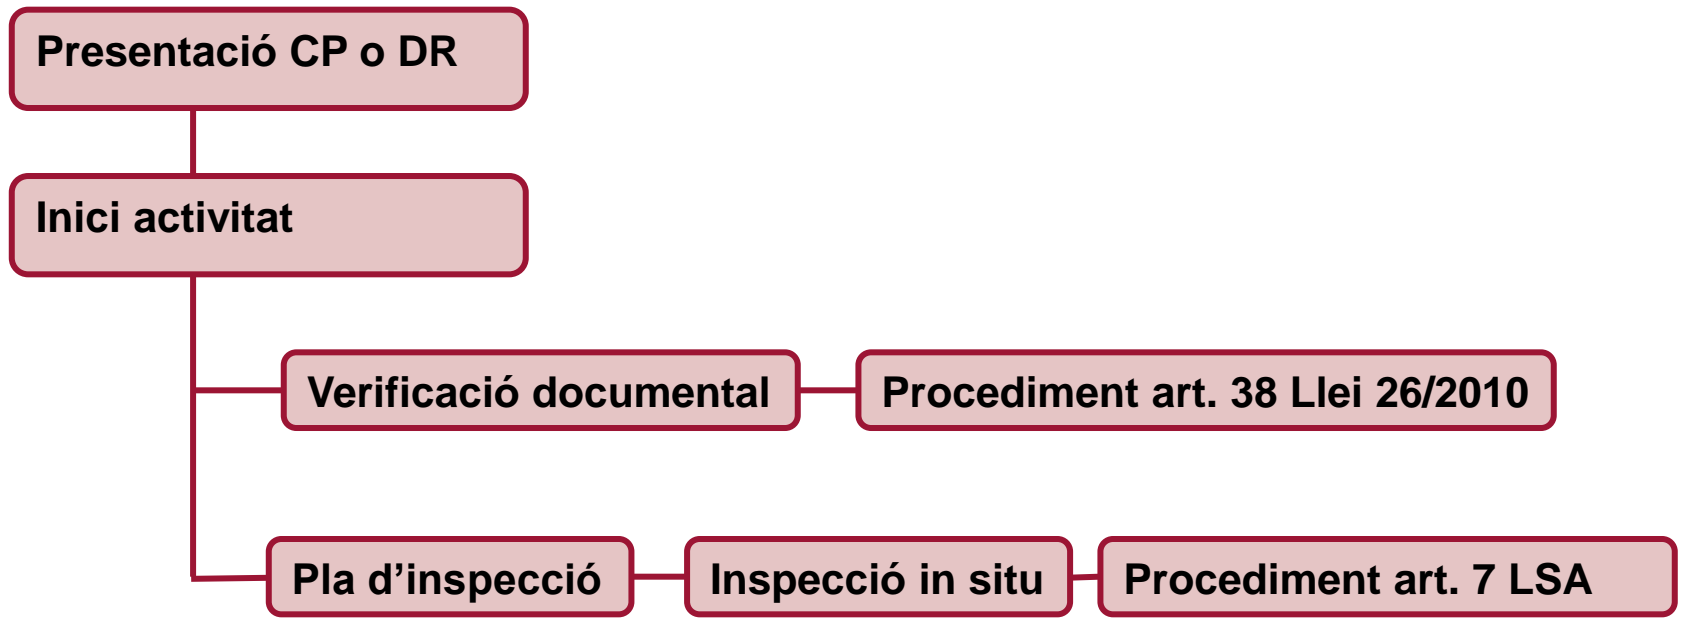 Presentació CP o DR
Inici activitat
Verificació documental
Procediment art. 38 Llei 26/2010
Pla d’inspecció
Inspecció in situ
Procediment art. 7 LSA